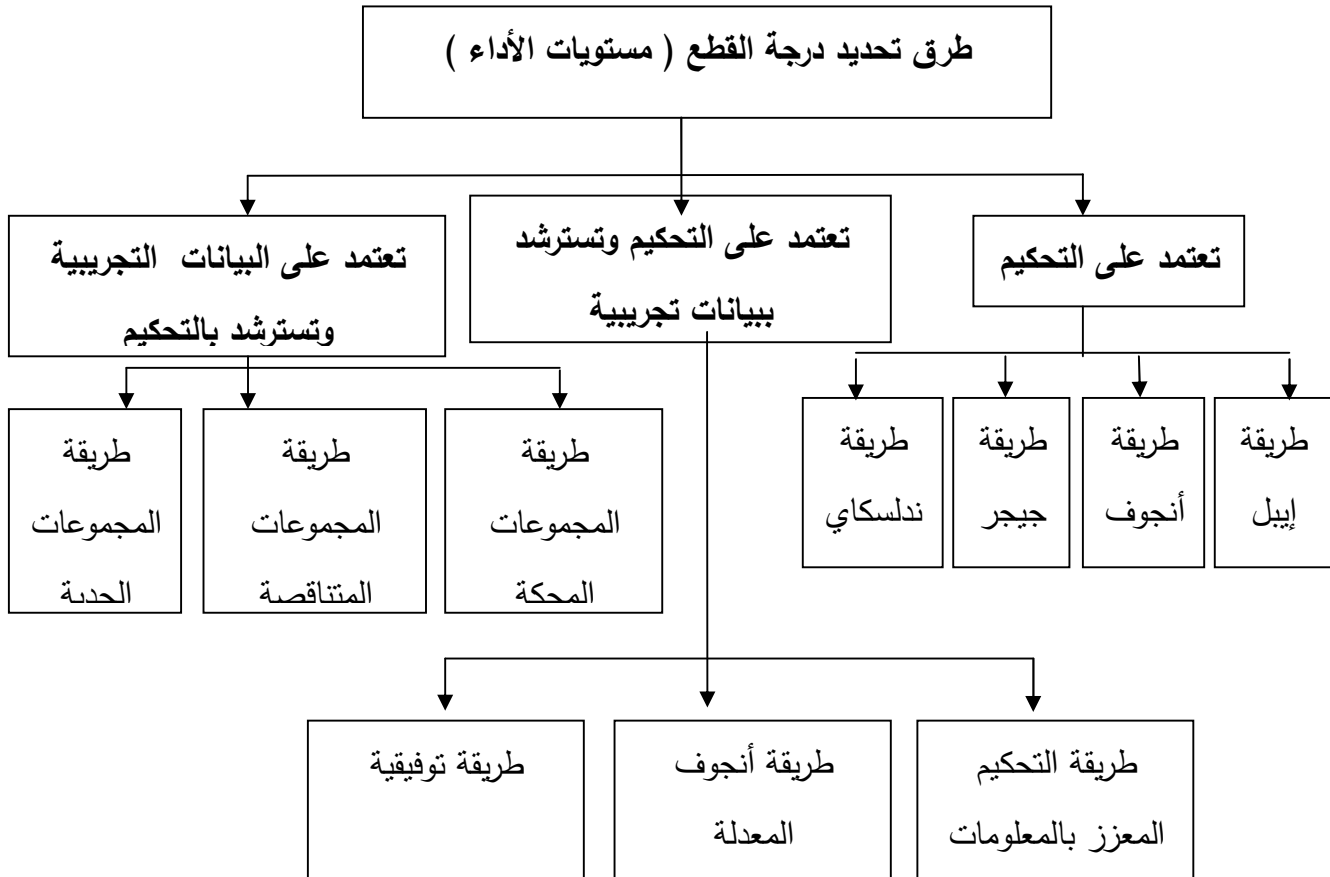 طرق تحديد درجة القطع ( مستويات الأداء )
تعتمد على التحكيم
تعتمد على التحكيم وتسترشد
ببيانات تجريبية
تعتمد على البيانات التجريبية
وتسترشد بالتحكيم
طريقة
إيبل
طريقة
أنجوف
طريقة
جيجر
طريقة
ندلسكاي
طريقة
المجموعات
المحكة
طريقة
المجموعات
المتناقصة
طريقة
المجموعات
الحدية
طريقة التحكيم
المعزز بالمعلومات
طريقة أنجوف
المعدلة
طريقة توفيقية